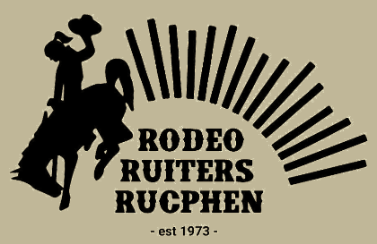 RODEO
RUITERS
RUCPHEN
- est 1973 -